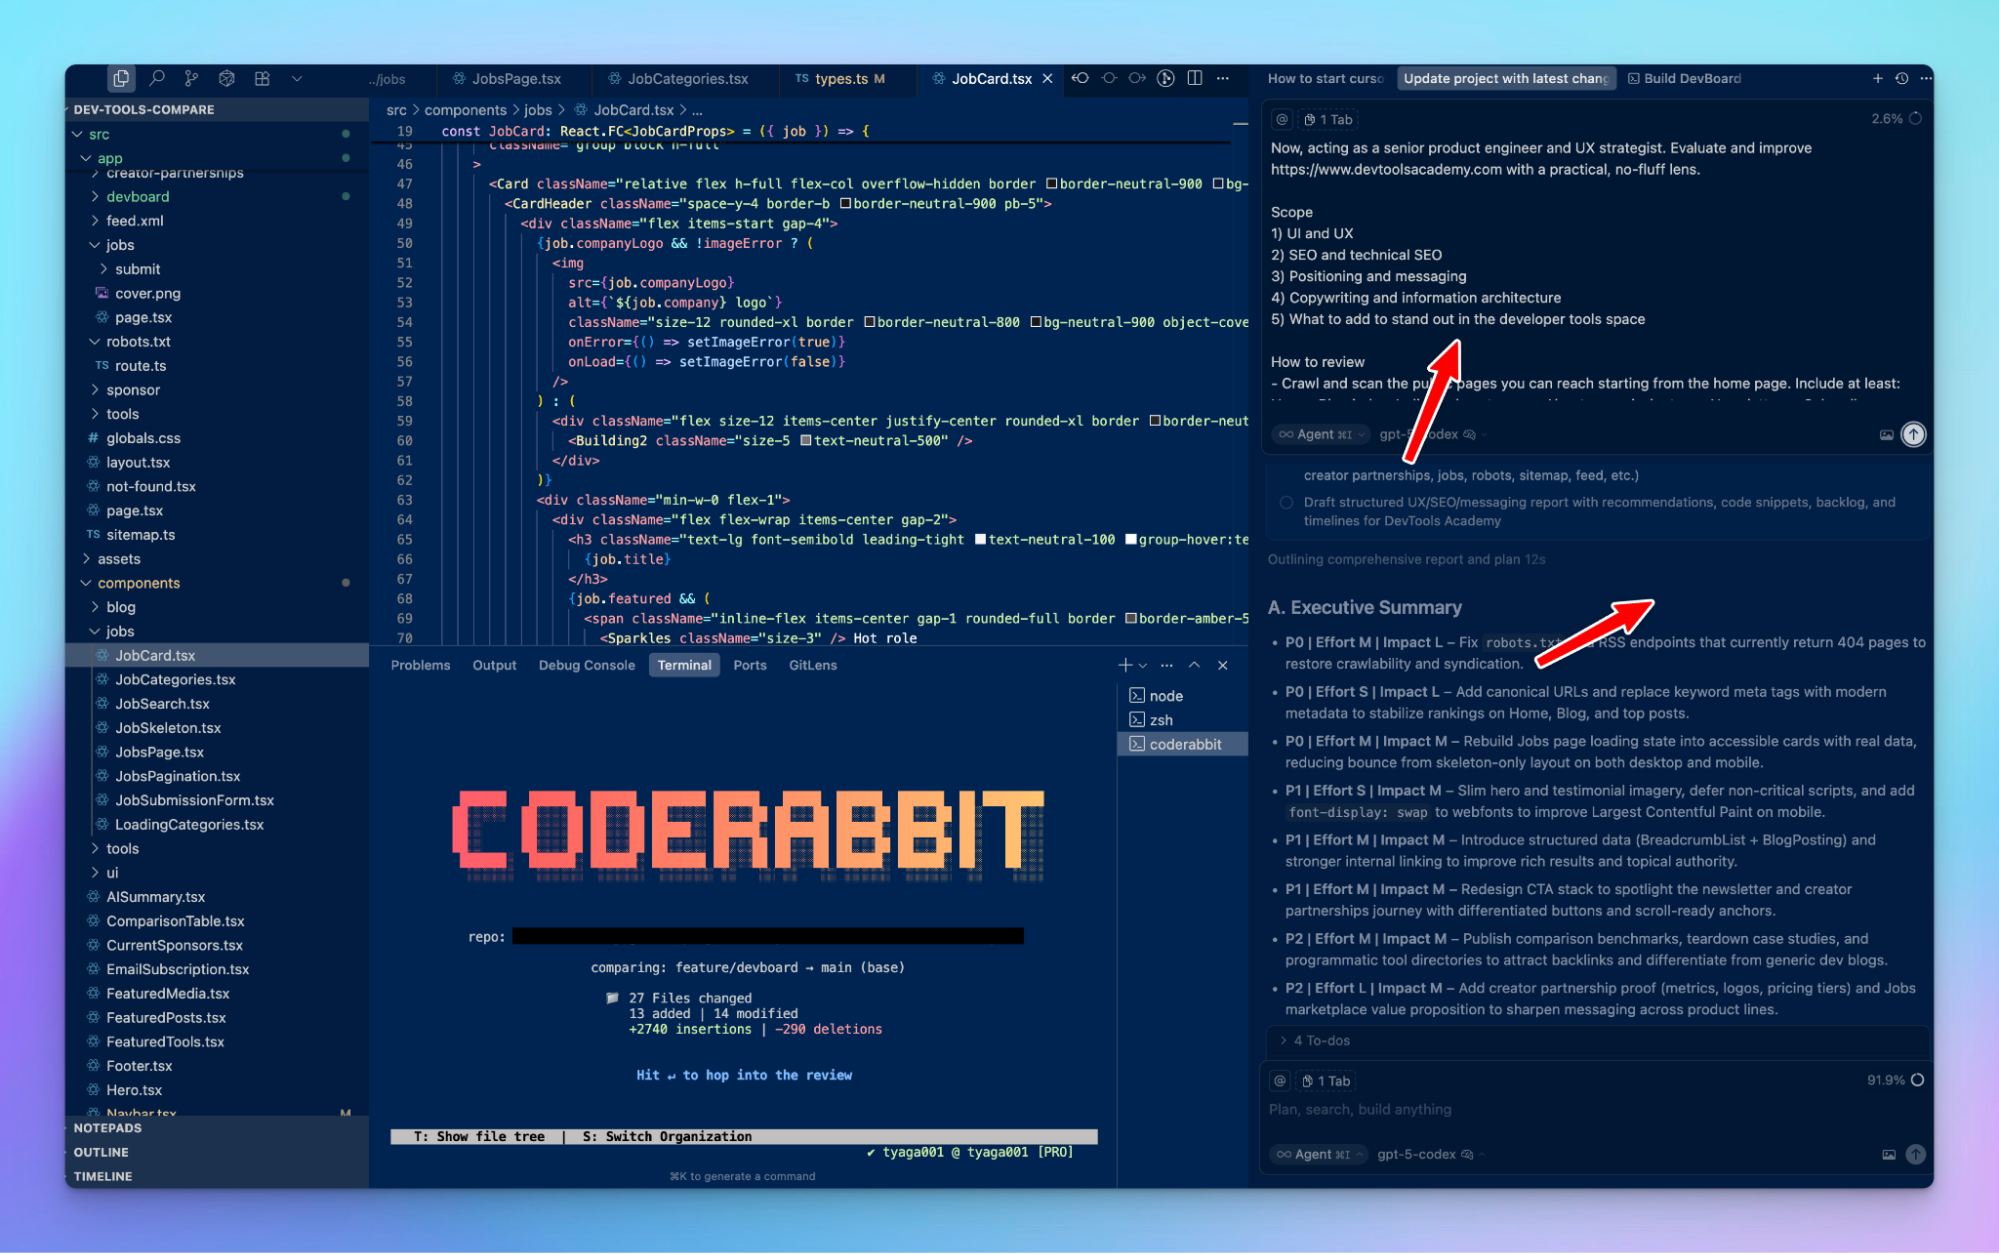 DEV-TOOLS-COMPARE
src
app
creator-partnerships
devboard
feed.xml
jobs
submit
cover.png
page.tsx
robots.txt
TS route.ts
sponsor
tools
# globals.css
layout.tsx
not-found.tsx
page.tsx
TS sitemap.ts
assets
components
blog
jobs
JobCard.tsx
JobCategories.tsx
JobSearch.tsx
JobSkeleton.tsx
JobsPage.tsx
JobsPagination.tsx
JobSubmissionForm.tsx
LoadingCategories.tsx
tools
ui
AISummary.tsx
ComparisonTable.tsx
CurrentSponsors.tsx
EmailSubscription.tsx
FeaturedMedia.tsx
FeaturedPosts.tsx
FeaturedTools.tsx
Footer.tsx
Hero.tsx
Navbar.tsx M
NOTEPADS
OUTLINE
TIMELINE
../jobs JobsPage.tsx JobCategories.tsx TS types.ts M JobCard.tsx
src > components > jobs > JobCard.tsx > ...
19 const JobCard: React.FC<JobCardProps> = ({ job }) => {
45 className="group block h-full"
46 >
47 <Card className="relative flex h-full flex-col overflow-hidden border border-neutral-900 bg-
48 <CardHeader className="space-y-4 border-b border-neutral-900 pb-5">
49 <div className="flex items-start gap-4">
50 {job.companyLogo && !imageError ? (
51 <img
52 src={job.companyLogo}
53 alt={`${job.company} logo`}
54 className="size-12 rounded-xl border border-neutral-800 bg-neutral-900 object-cove
55 onError={() => setImageError(true)}
56 onLoad={() => setImageError(false)}
57 />
58 ) : (
59 <div className="flex size-12 items-center justify-center rounded-xl border border-neut
60 <Building2 className="size-5 text-neutral-500" />
61 </div>
62 )}
63 <div className="min-w-0 flex-1">
64 <div className="flex flex-wrap items-center gap-2">
65 <h3 className="text-lg font-semibold leading-tight text-neutral-100 group-hover:te
66 {job.title}
67 </h3>
68 {job.featured && (
69 <span className="inline-flex items-center gap-1 rounded-full border border-amber-5
70 <Sparkles className="size-3" /> Hot role
Problems Output Debug Console Terminal Ports GitLens
node
zsh
coderabbit
CODERABBIT
repo:
comparing: feature/devboard → main (base)
27 Files changed
13 added | 14 modified
+2740 insertions | -290 deletions
Hit ↵ to hop into the review
T: Show file tree | S: Switch Organization
✔ tyaga001 @ tyaga001 [PRO]
⌘K to generate a command
How to start curso Update project with latest chang Build DevBoard
@ 1 Tab 2.6%
Now, acting as a senior product engineer and UX strategist. Evaluate and improve
https://www.devtoolsacademy.com with a practical, no-fluff lens.
Scope
1) UI and UX
2) SEO and technical SEO
3) Positioning and messaging
4) Copywriting and information architecture
5) What to add to stand out in the developer tools space
How to review
- Crawl and scan the public pages you can reach starting from the home page. Include at least:
Agent ⌘I gpt-5-codex
creator partnerships, jobs, robots, sitemap, feed, etc.)
Draft structured UX/SEO/messaging report with recommendations, code snippets, backlog, and
timelines for DevTools Academy
Outlining comprehensive report and plan 12s
A. Executive Summary
• P0 | Effort M | Impact L – Fix robots.txt RSS endpoints that currently return 404 pages to
restore crawlability and syndication.
• P0 | Effort S | Impact L – Add canonical URLs and replace keyword meta tags with modern
metadata to stabilize rankings on Home, Blog, and top posts.
• P0 | Effort M | Impact M – Rebuild Jobs page loading state into accessible cards with real data,
reducing bounce from skeleton-only layout on both desktop and mobile.
• P1 | Effort S | Impact M – Slim hero and testimonial imagery, defer non-critical scripts, and add
font-display: swap to webfonts to improve Largest Contentful Paint on mobile.
• P1 | Effort M | Impact M – Introduce structured data (BreadcrumbList + BlogPosting) and
stronger internal linking to improve rich results and topical authority.
• P1 | Effort M | Impact M – Redesign CTA stack to spotlight the newsletter and creator
partnerships journey with differentiated buttons and scroll-ready anchors.
• P2 | Effort M | Impact M – Publish comparison benchmarks, teardown case studies, and
programmatic tool directories to attract backlinks and differentiate from generic dev blogs.
• P2 | Effort L | Impact M – Add creator partnership proof (metrics, logos, pricing tiers) and Jobs
marketplace value proposition to sharpen messaging across product lines.
4 To-dos
@ 1 Tab 91.9%
Plan, search, build anything
Agent ⌘I gpt-5-codex